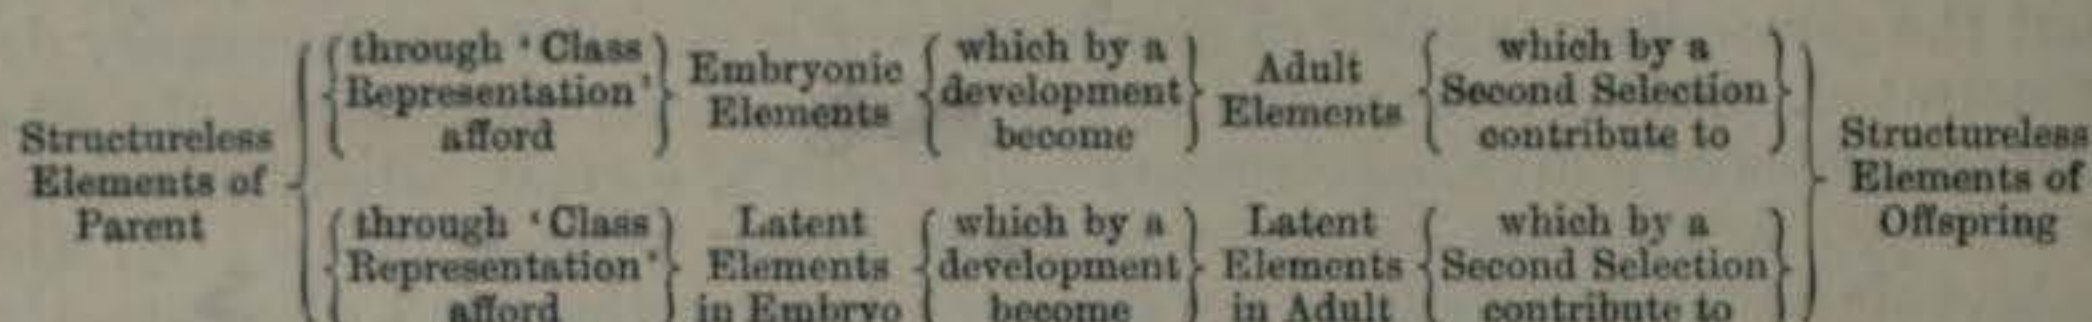 Structureless
Elements of
Parent
through ‘Class
Representation’
afford
Embryonic
Elements
which by a
development
become
Adult
Elements
which by a
Second Selection
contribute to
through ‘Class
Representation’
afford
Latent
Elements
in Embryo
which by a
development
become
Latent
Elements
in Adult
which by a
Second Selection
contribute to
Structureless
Elements of
Offspring